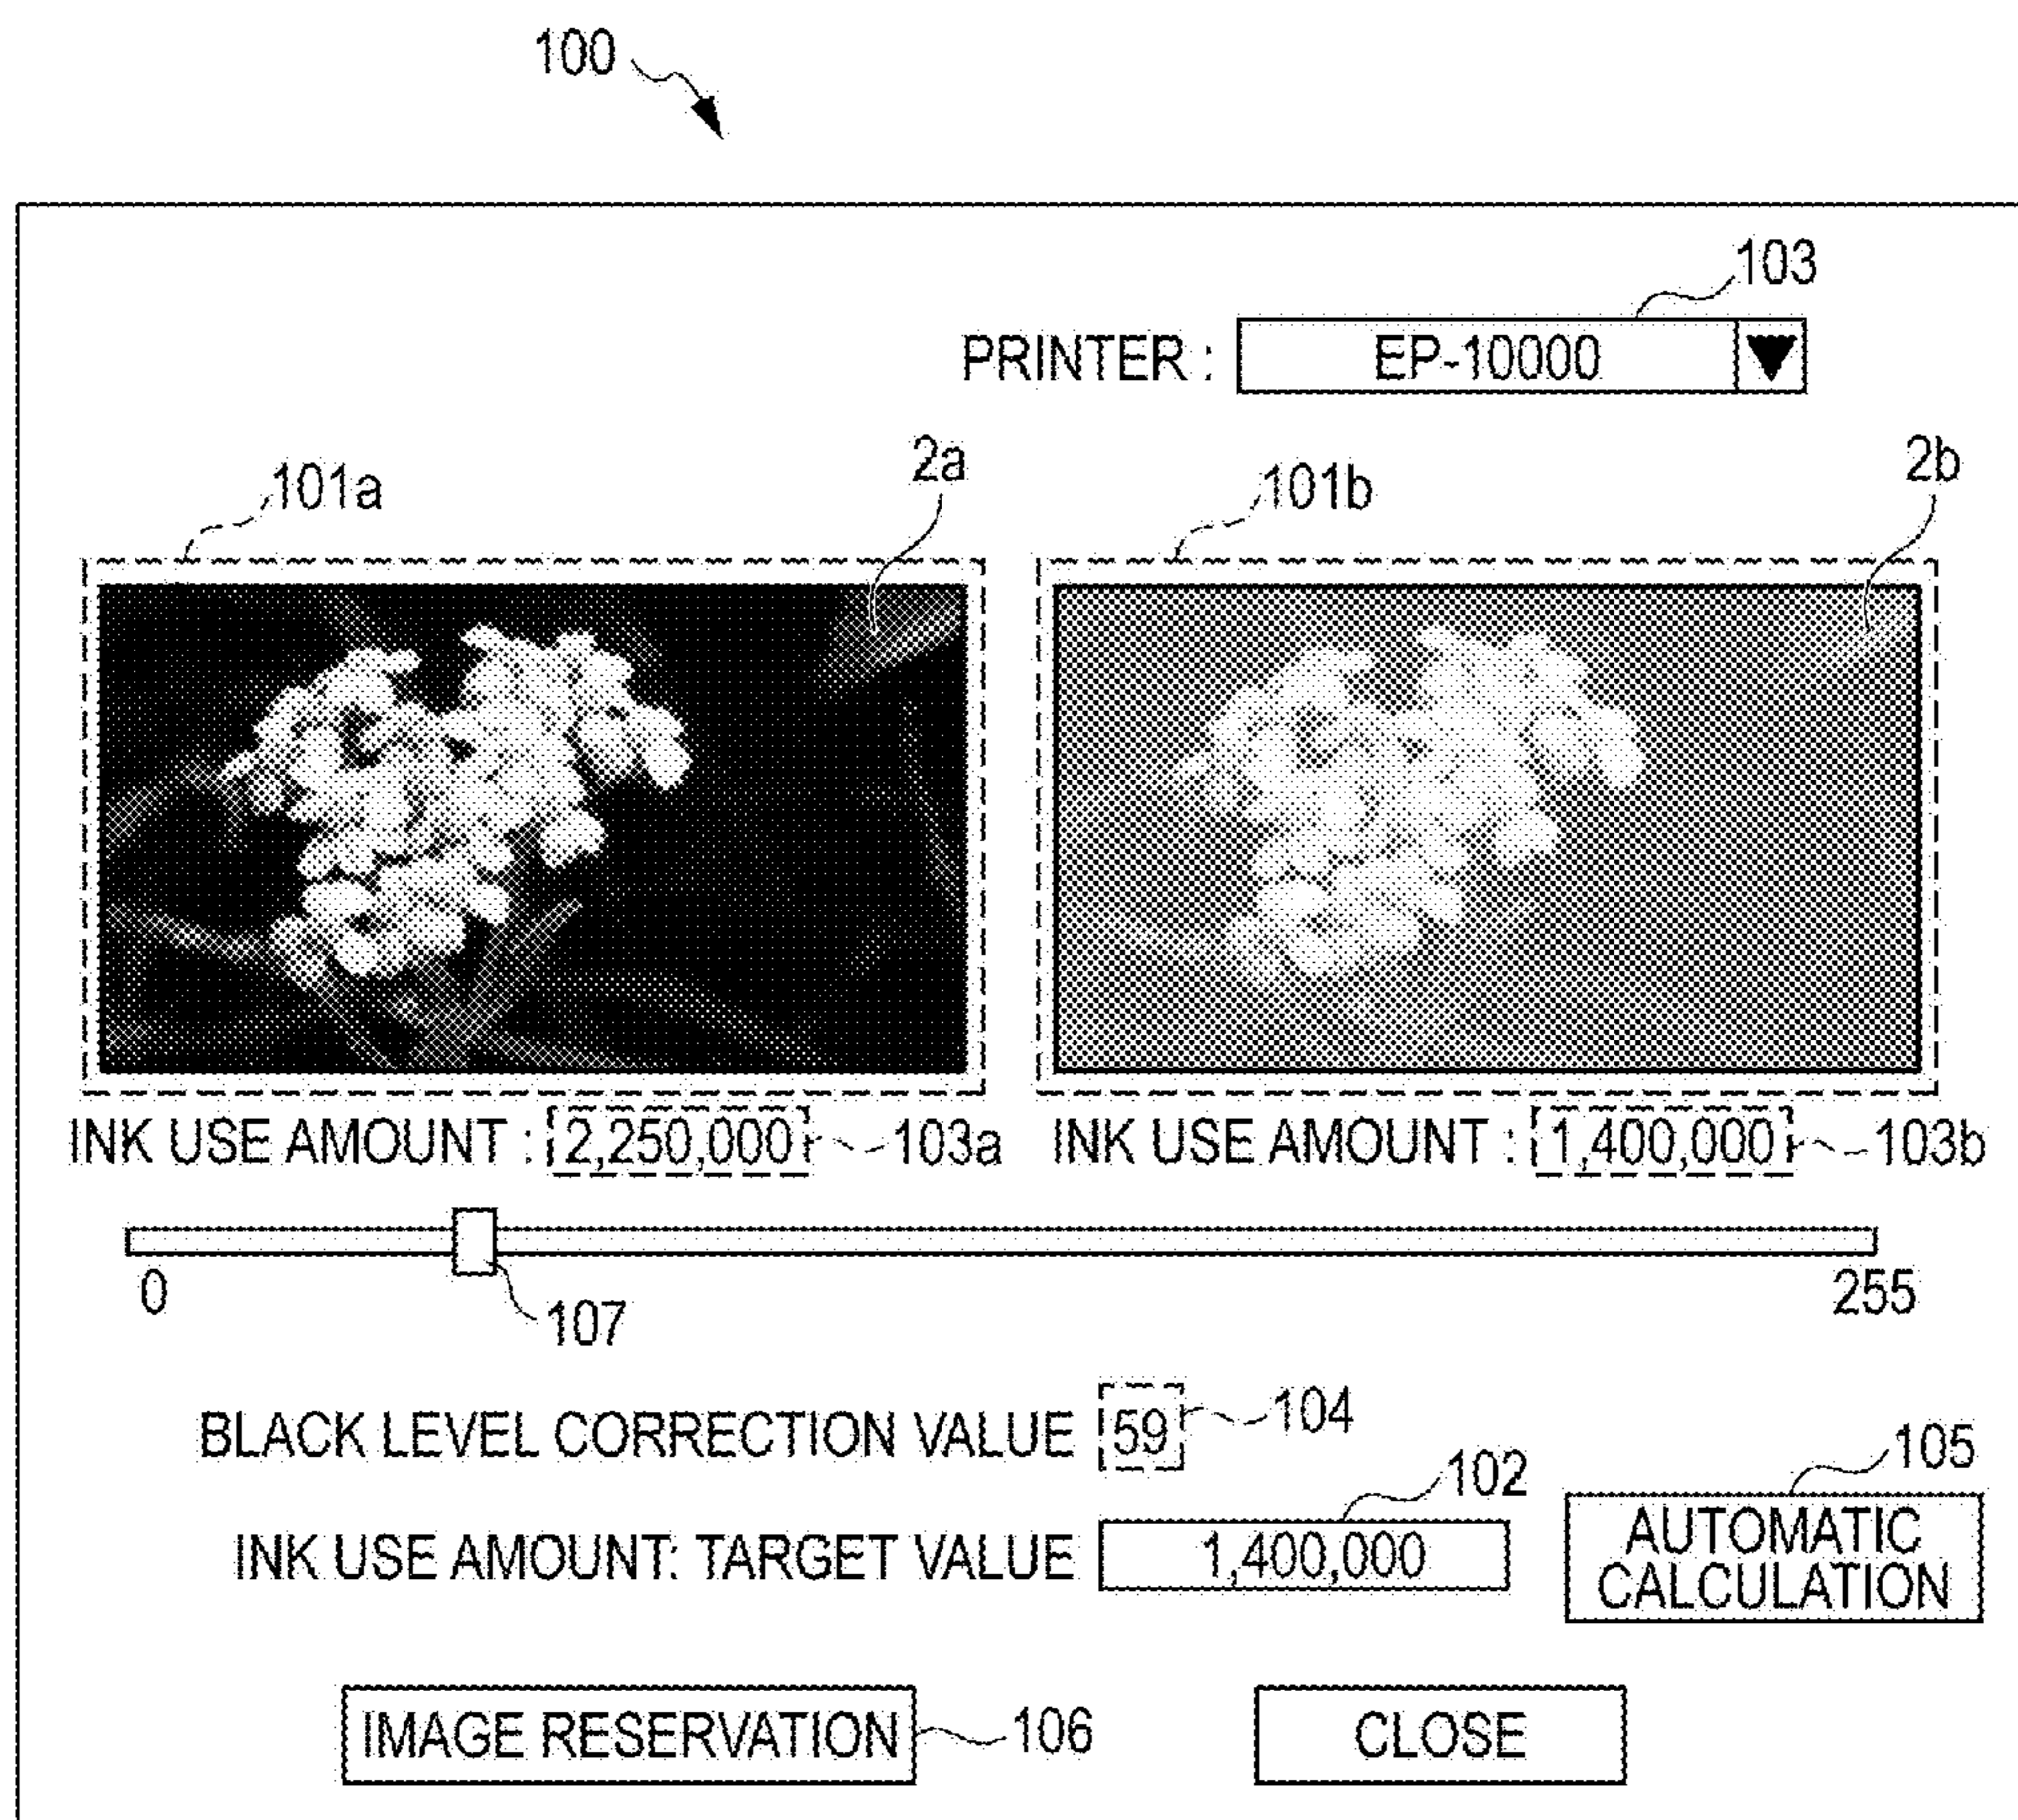 100
103
PRINTER : EP-10000
101a 2a 101b 2b
INK USE AMOUNT : 2,250,000 103a INK USE AMOUNT : 1,400,000 103b
0 107 255
BLACK LEVEL CORRECTION VALUE 59 104
102 105
INK USE AMOUNT: TARGET VALUE 1,400,000 AUTOMATIC
CALCULATION
IMAGE RESERVATION 106 CLOSE